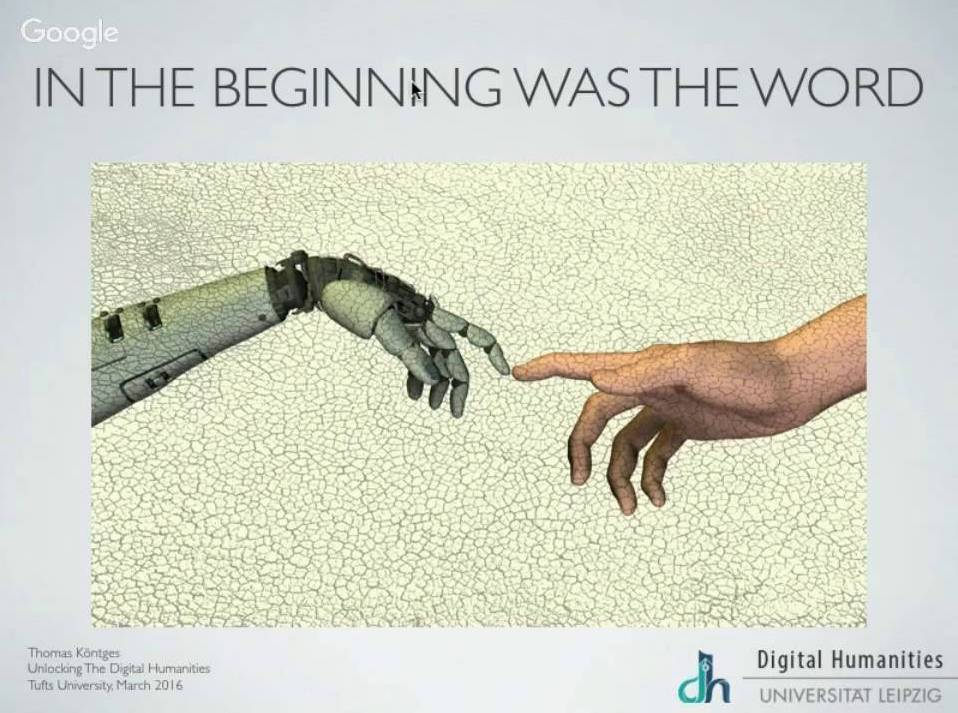 Google
IN THE BEGINNING WAS THE WORD
Thomas Köntges
Unlocking The Digital Humanities
Tufts University, March 2016
dh
Digital Humanities
UNIVERSITÄT LEIPZIG